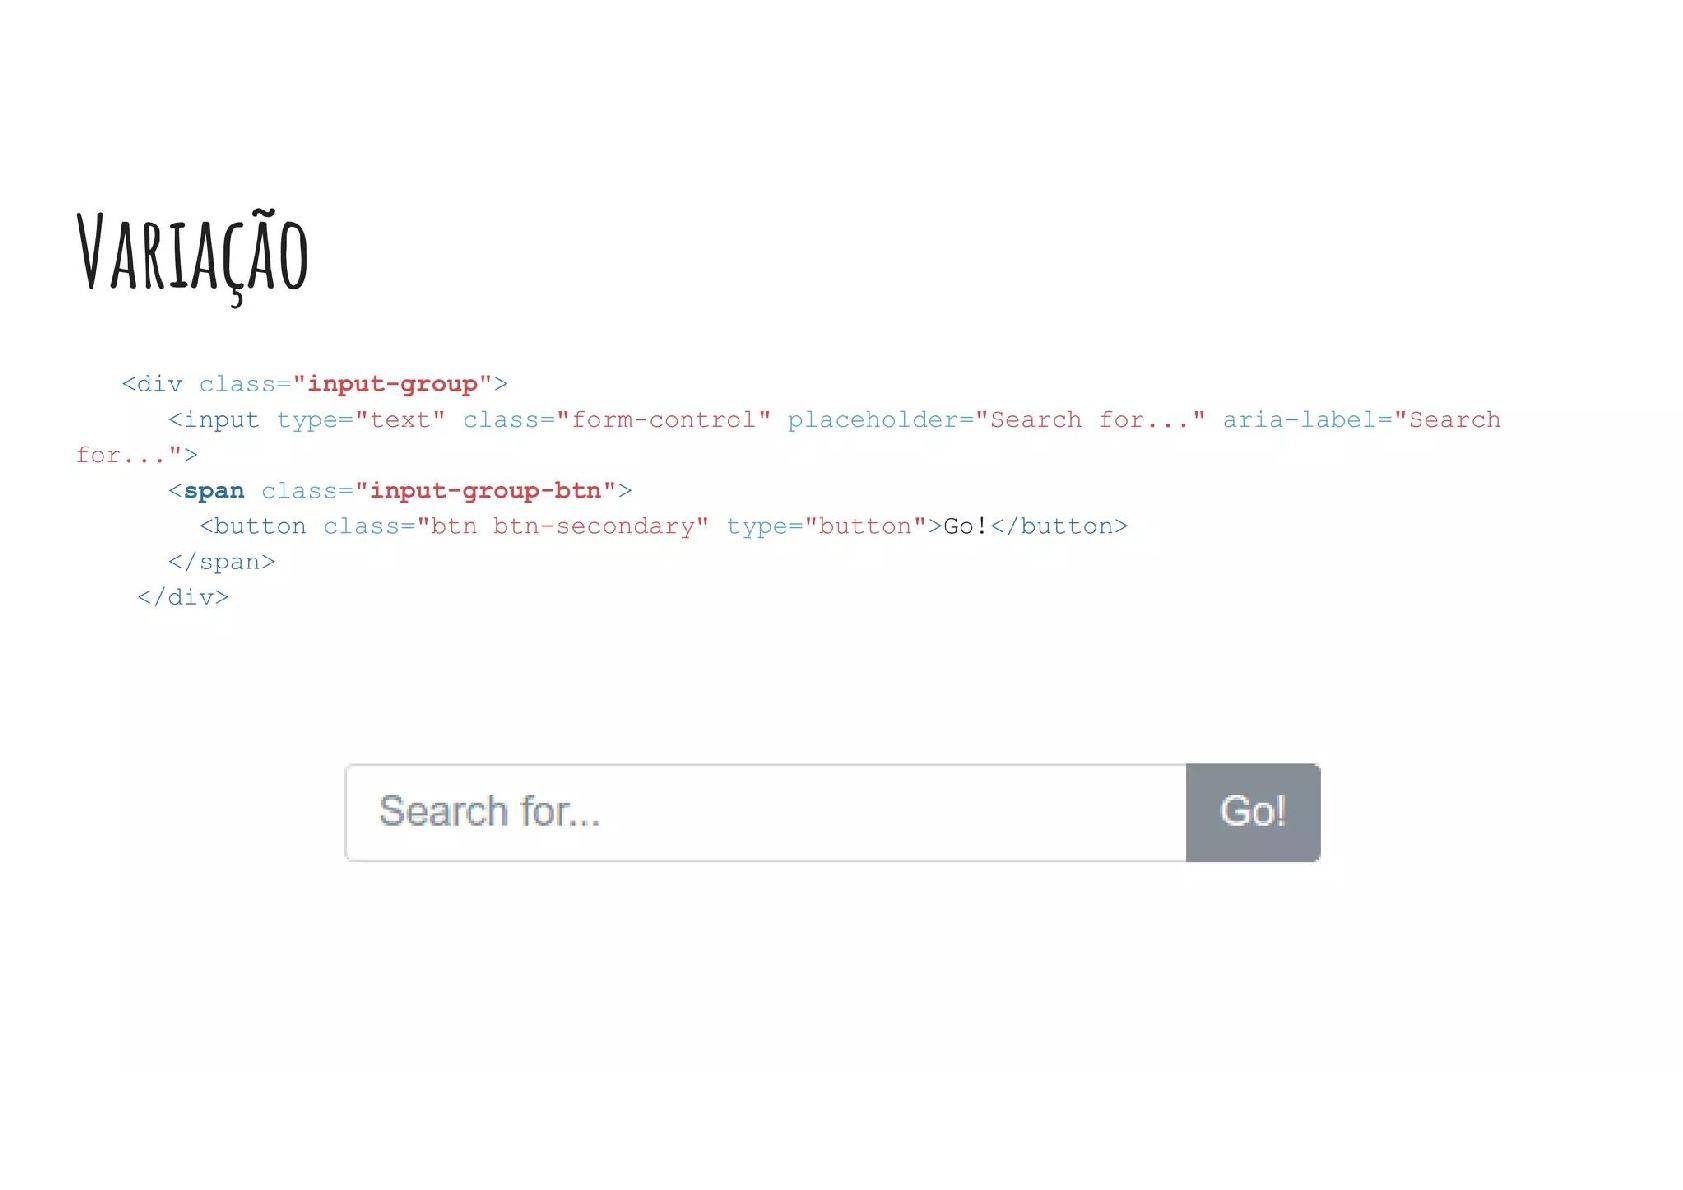 Variação
<div class="input-group">
<input type="text" class="form-control" placeholder="Search for..." aria-label="Search
for...">
<span class="input-group-btn">
<button class="btn btn-secondary" type="button">Go!</button>
</span>
</div>
Search for... Go!